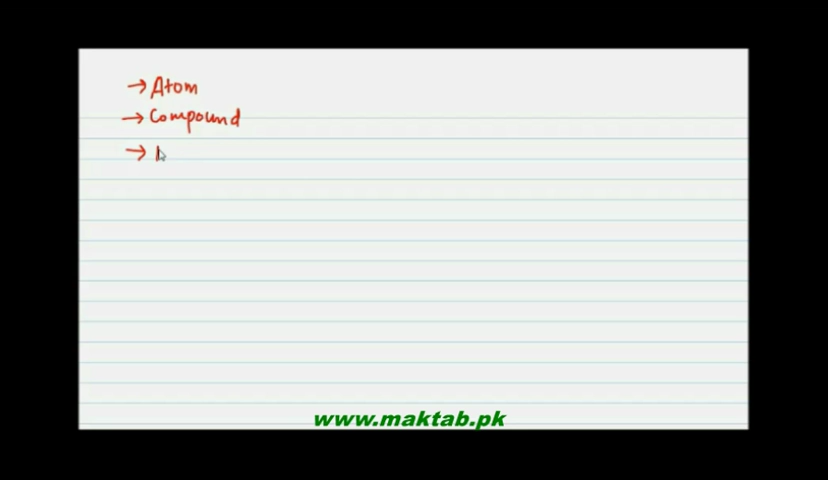 → Atom
→ Compound
→
www.maktab.pk